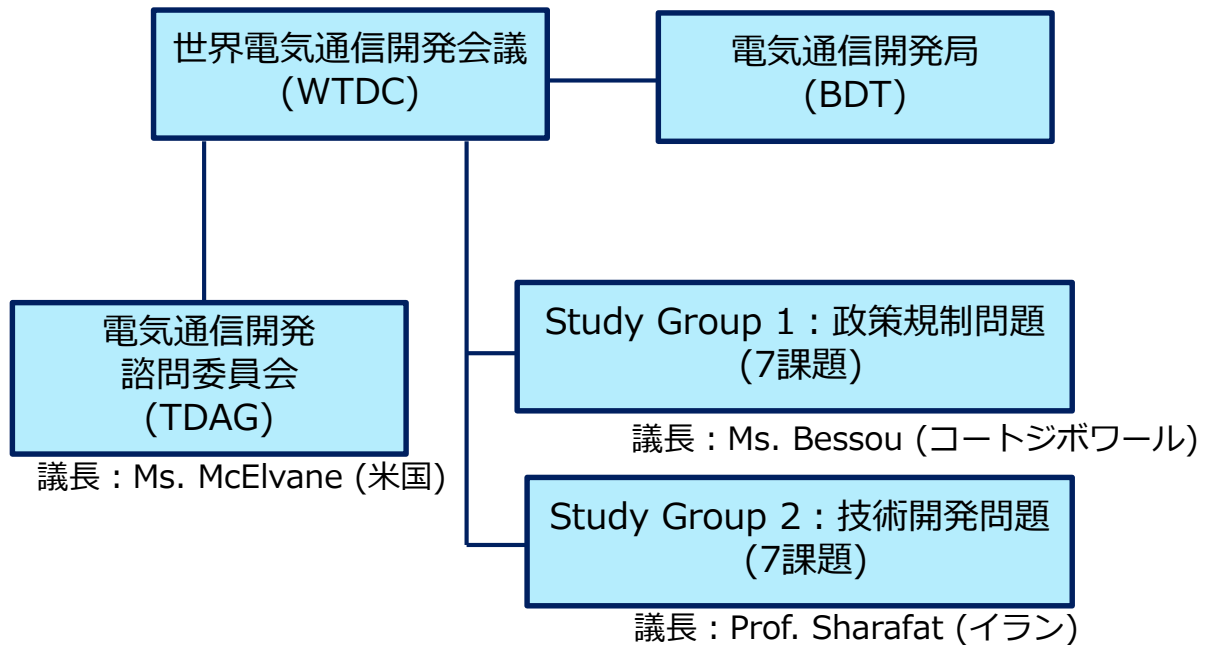 世界電気通信開発会議
(WTDC)
電気通信開発局
(BDT)
電気通信開発
諮問委員会
(TDAG)
議長：Ms. McElvane (米国)
Study Group 1：政策規制問題
(7課題)
議長：Ms. Bessou (コートジボワール)
Study Group 2：技術開発問題
(7課題)
議長：Prof. Sharafat (イラン)